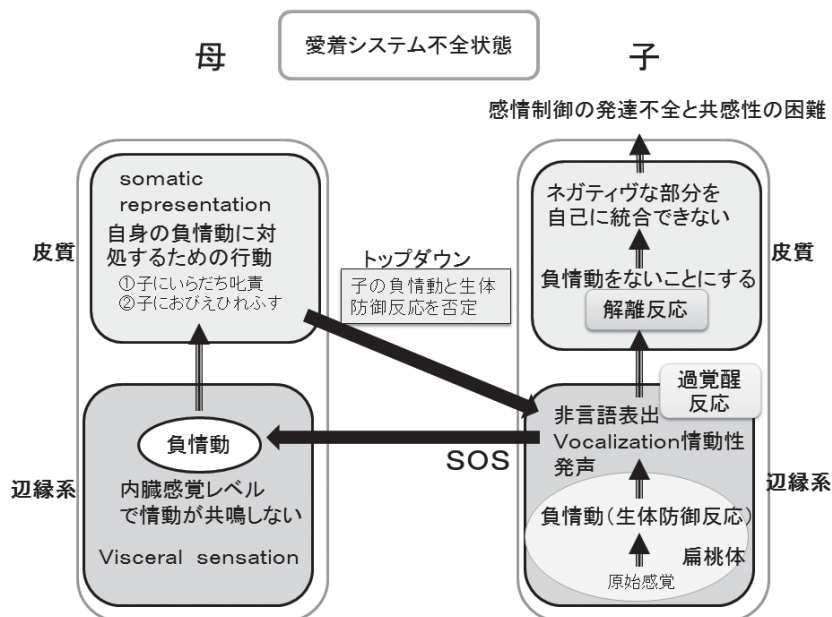 愛着システム不全状態
母
子
感情制御の発達不全と共感性の困難
somatic
representation
自身の負情動に対
処するための行動
①子にいらだち叱責
②子におびえひれふす
皮質
トップダウン
子の負情動と生体
防御反応を否定
ネガティヴな部分を
自己に統合できない
負情動をないことにする
解離反応
皮質
過覚醒
反応
負情動
内臓感覚レベル
で情動が共鳴しない
Visceral sensation
辺縁系
SOS
非言語表出
Vocalization情動性
発声
負情動(生体防御反応)
扁桃体
原始感覚
辺縁系